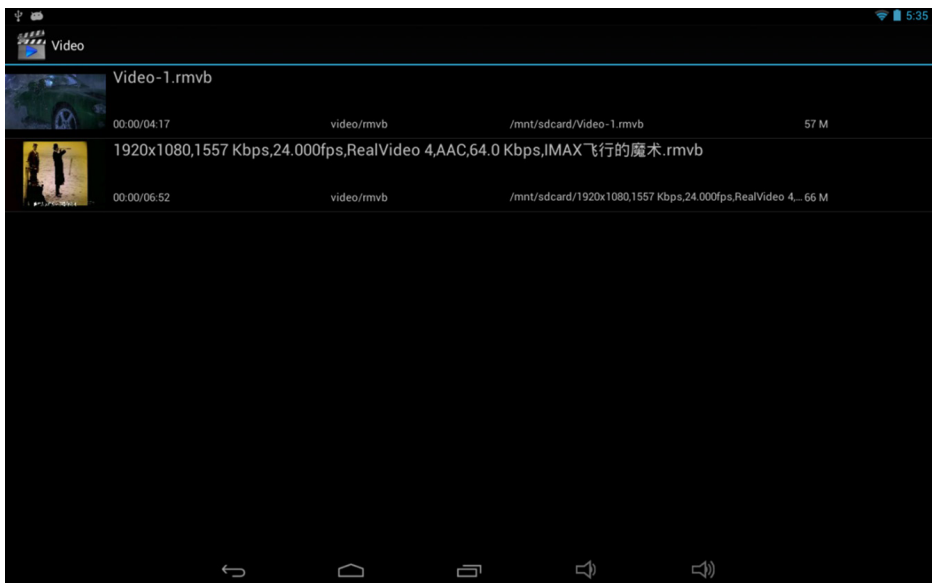 5:35
Video
Video-1.rmvb
00:00/04:17 video/rmvb /mnt/sdcard/Video-1.rmvb 57 M
1920x1080,1557 Kbps,24.000fps,RealVideo 4,AAC,64.0 Kbps,IMAX飞行的魔术.rmvb
00:00/06:52 video/rmvb /mnt/sdcard/1920x1080,1557 Kbps,24.000fps,RealVideo 4,... 66 M